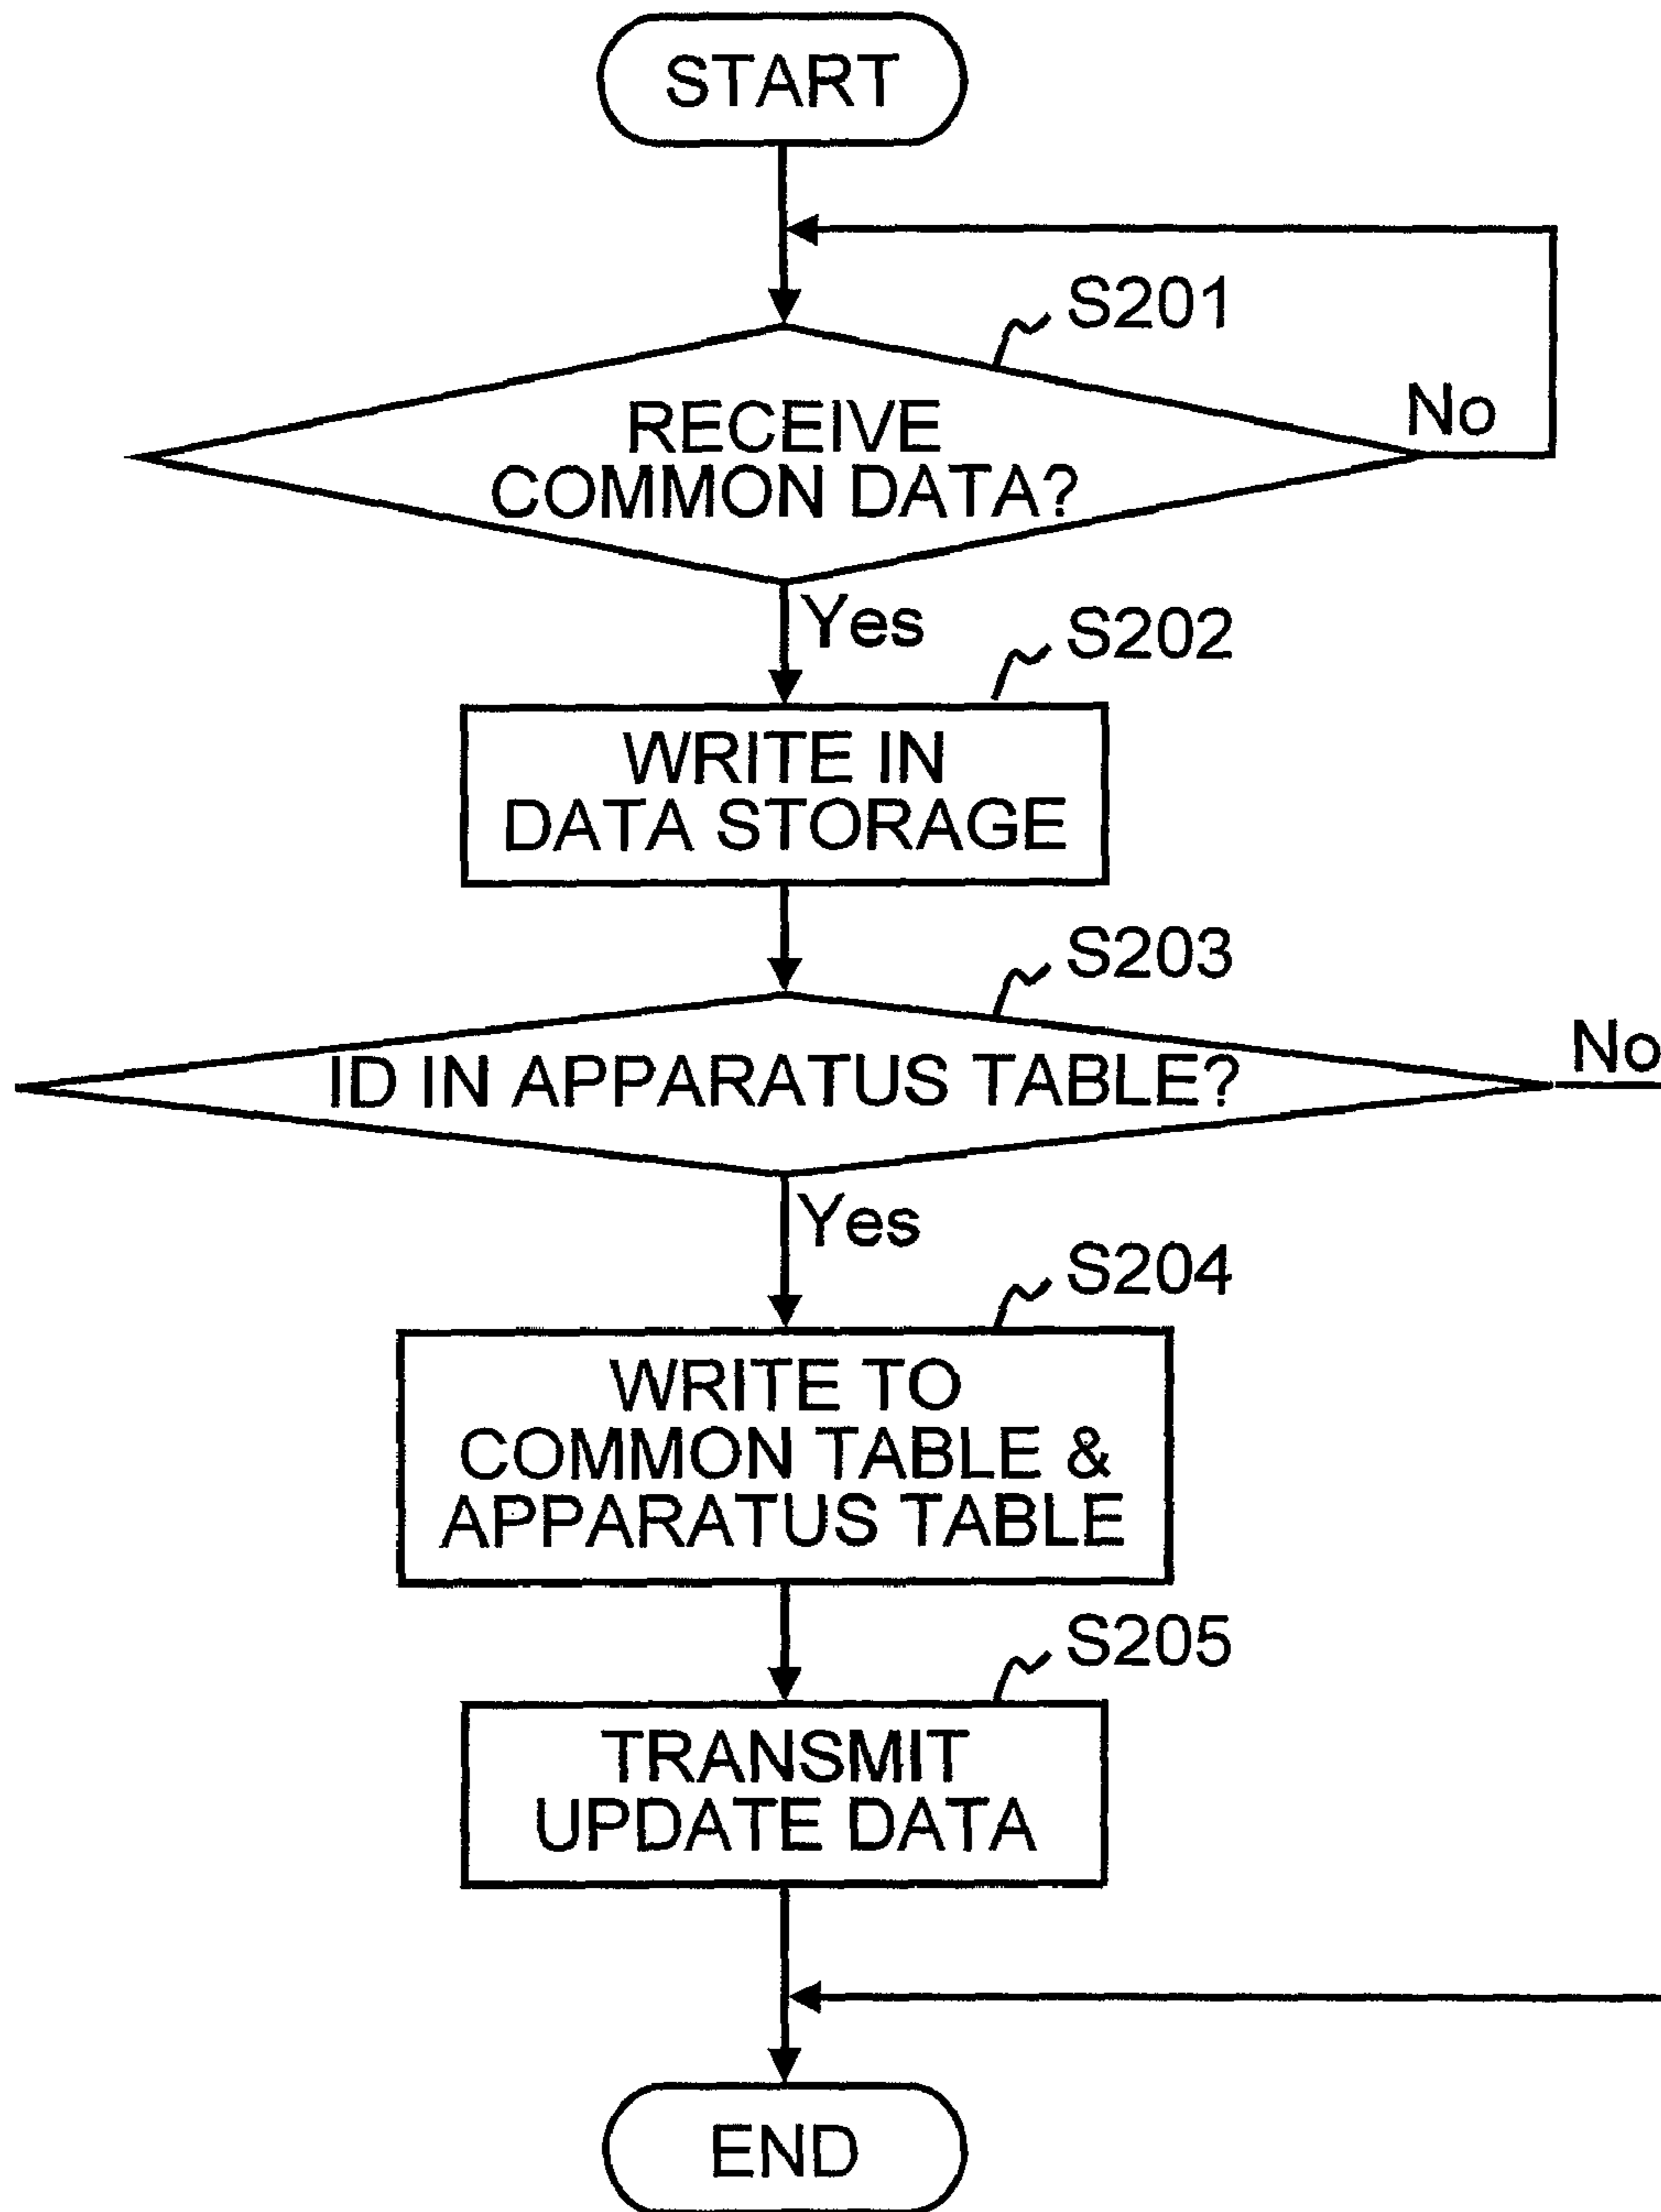 START
S201
RECEIVE
COMMON DATA?
No
Yes
S202
WRITE IN
DATA STORAGE
S203
ID IN APPARATUS TABLE?
No
Yes
S204
WRITE TO
COMMON TABLE &
APPARATUS TABLE
S205
TRANSMIT
UPDATE DATA
END